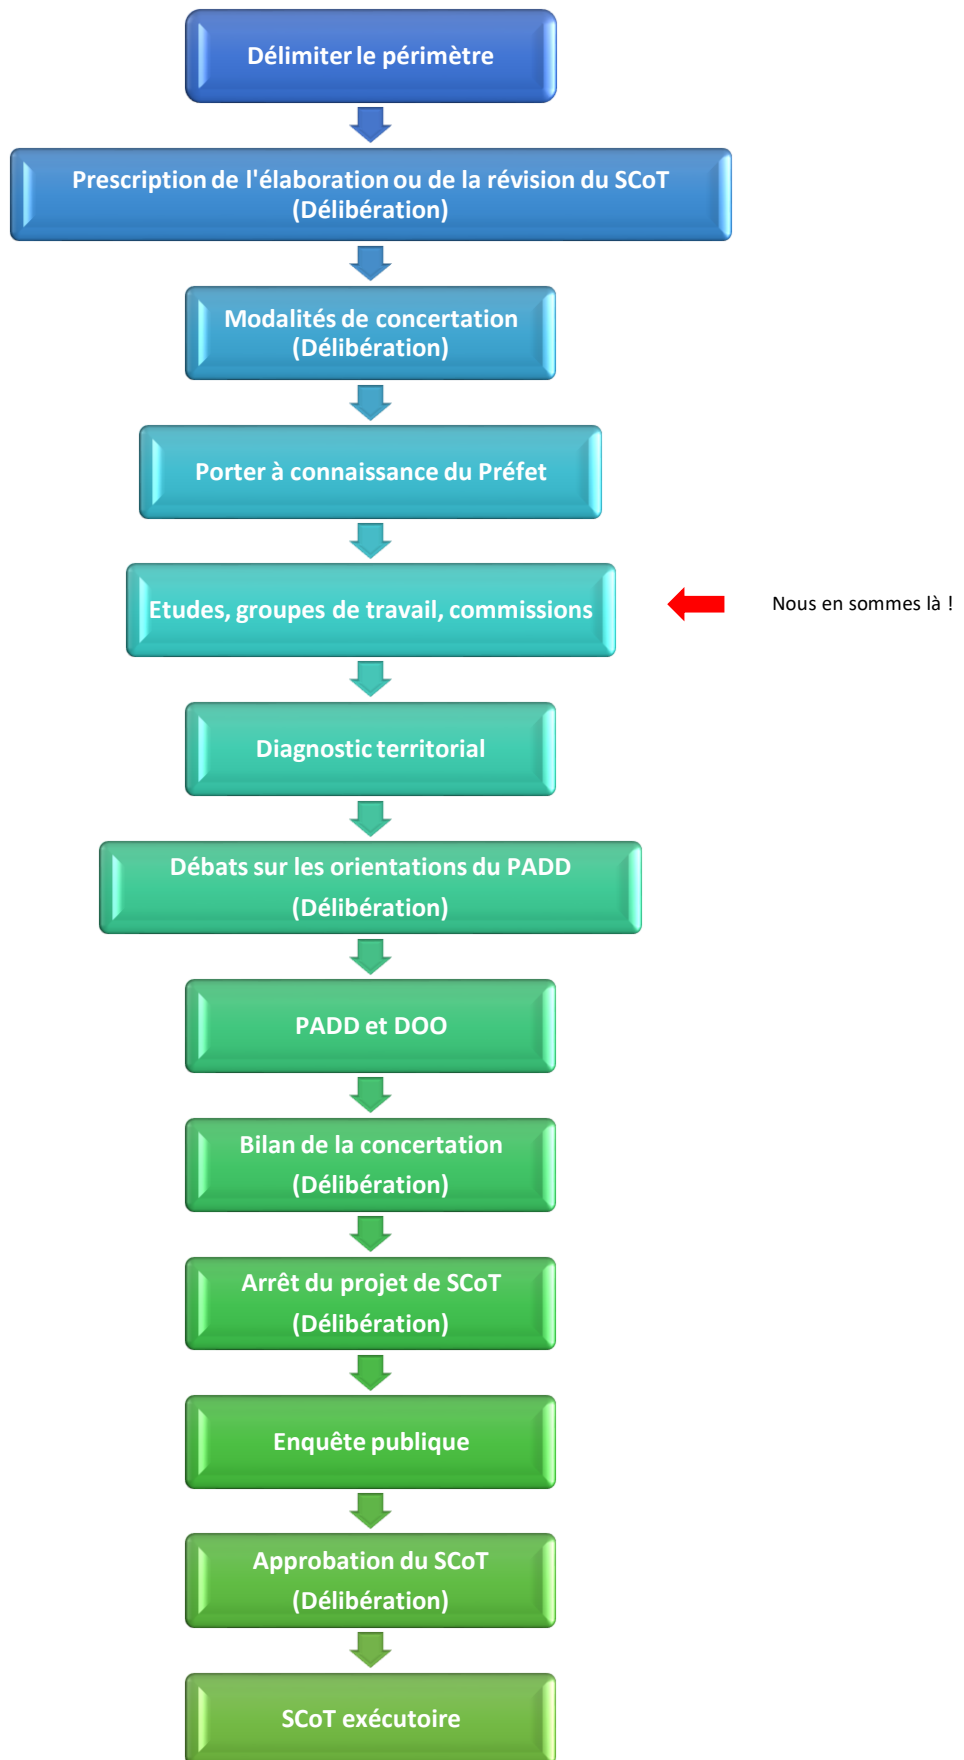 Délimiter le périmètre
Prescription de l'élaboration ou de la révision du SCoT
(Délibération)
Modalités de concertation
(Délibération)
Porter à connaissance du Préfet
Etudes, groupes de travail, commissions
Nous en sommes là !
Diagnostic territorial
Débats sur les orientations du PADD
(Délibération)
PADD et DOO
Bilan de la concertation
(Délibération)
Arrêt du projet de SCoT
(Délibération)
Enquête publique
Approbation du SCoT
(Délibération)
SCoT exécutoire